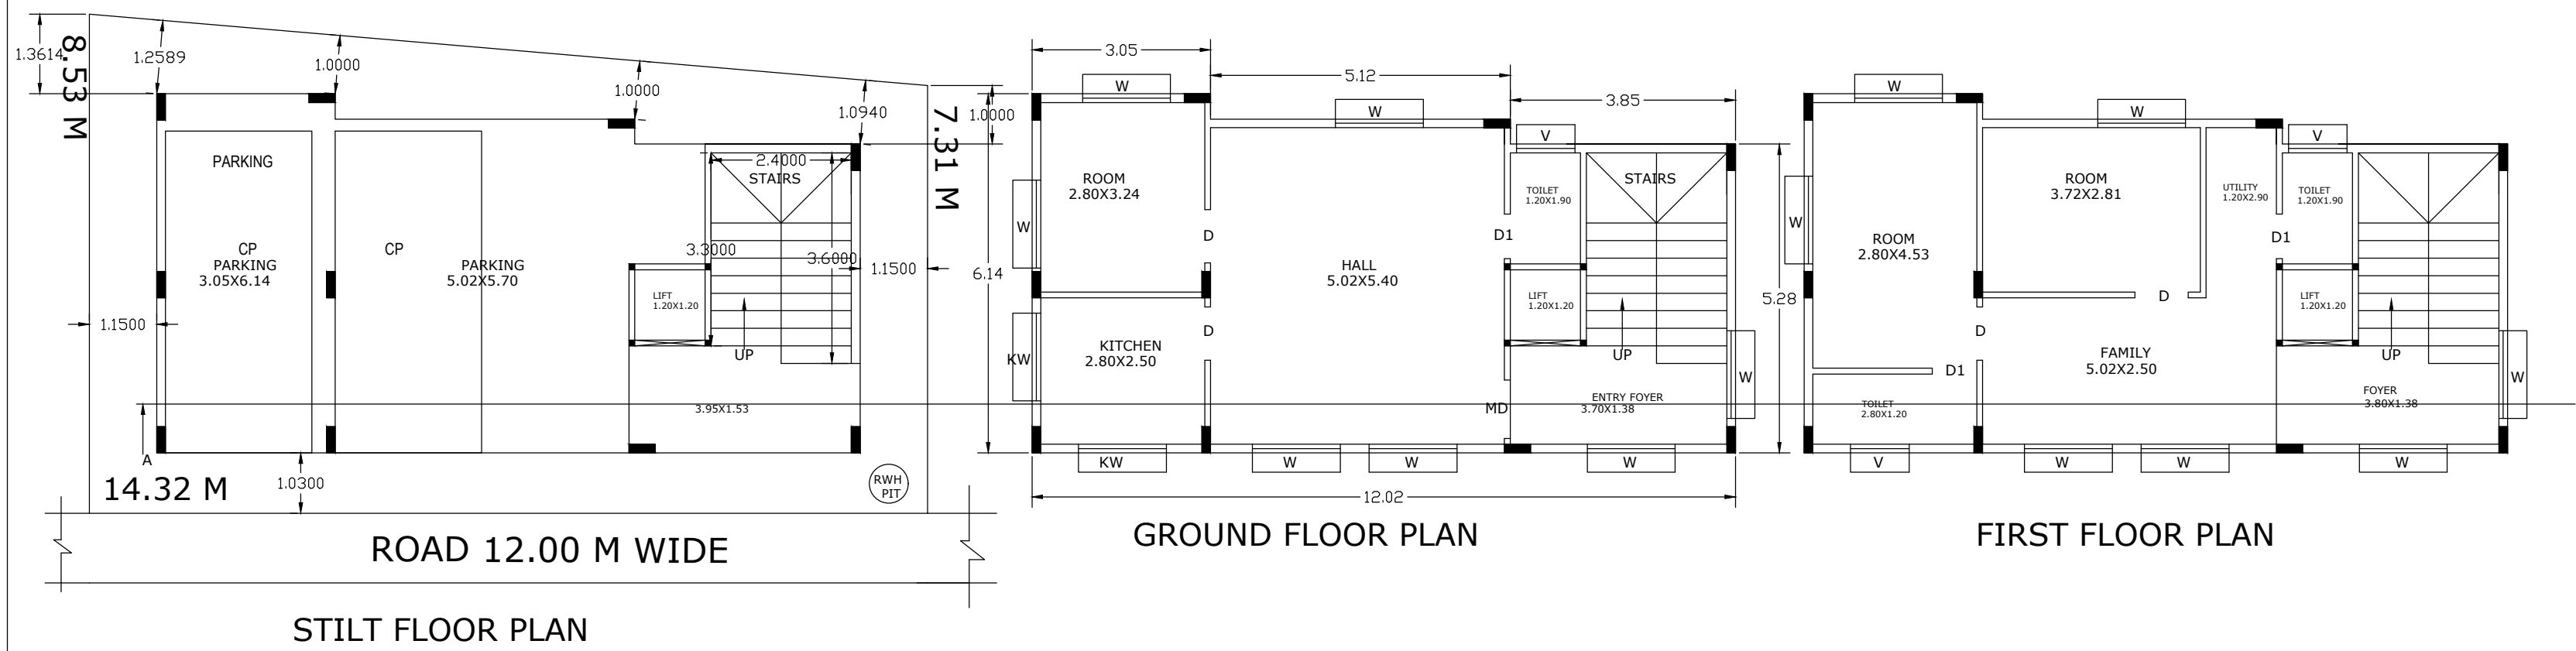 1.3614
8.53 M
1.2589
1.0000
1.0000
1.0940
7.31 M
1.0000
PARKING
2.4000
STAIRS
CP
PARKING
3.05X6.14
CP
PARKING
5.02X5.70
3.3000
3.6000
1.1500
LIFT
1.20X1.20
1.1500
UP
3.95X1.53
A
14.32 M
1.0300
RWH
PIT
ROAD 12.00 M WIDE
STILT FLOOR PLAN
3.05
5.12
3.85
W
W
V
ROOM
2.80X3.24
TOILET
1.20X1.90
STAIRS
W
D
D1
6.14
HALL
5.02X5.40
LIFT
1.20X1.20
D
KITCHEN
2.80X2.50
KW
UP
W
MD
ENTRY FOYER
3.70X1.38
KW
W
W
W
12.02
GROUND FLOOR PLAN
W
W
V
ROOM
3.72X2.81
UTILITY
1.20X2.90
TOILET
1.20X1.90
W
ROOM
2.80X4.53
D1
5.28
D
LIFT
1.20X1.20
D
FAMILY
5.02X2.50
UP
D1
W
TOILET
2.80X1.20
FOYER
3.80X1.38
V
W
W
W
FIRST FLOOR PLAN